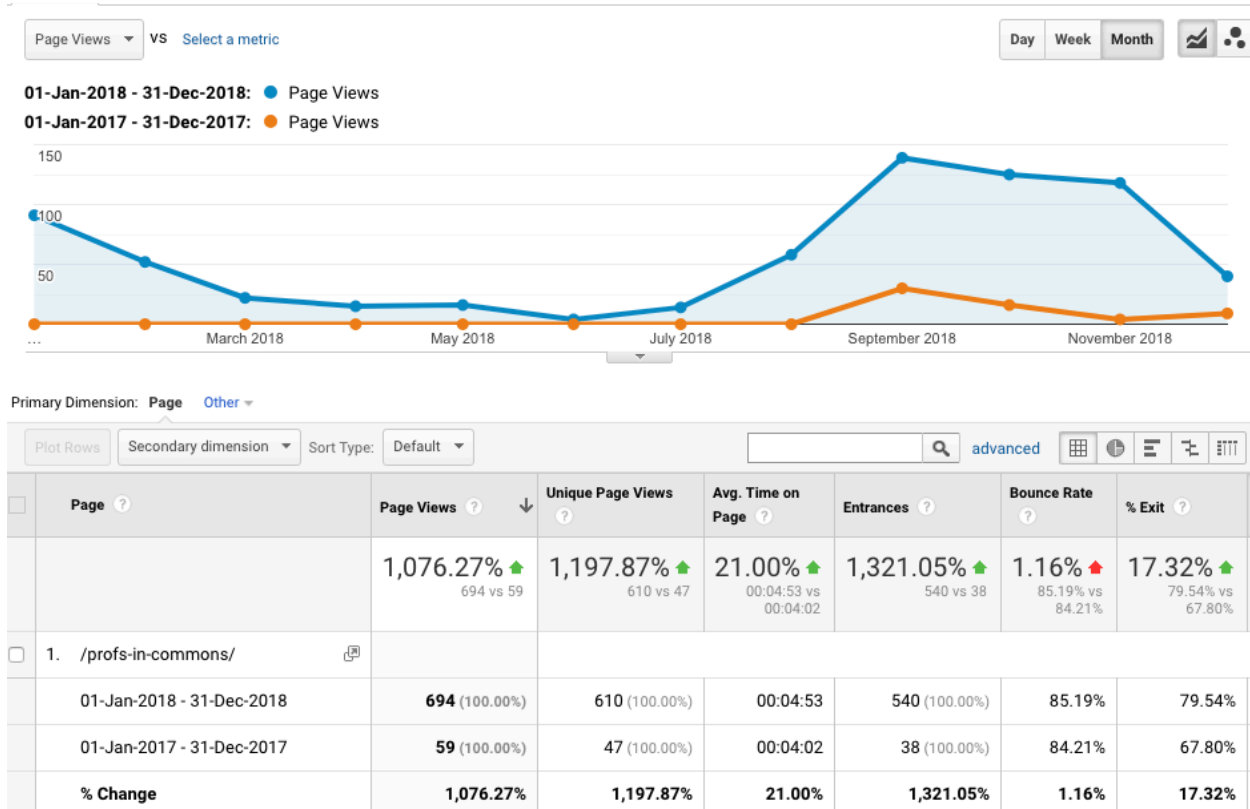 Page Views VS Select a metric Day Week Month
01-Jan-2018 - 31-Dec-2018: Page Views
01-Jan-2017 - 31-Dec-2017: Page Views
150
100
50
... March 2018 May 2018 July 2018 September 2018 November 2018
Primary Dimension: Page Other
Plot Rows Secondary dimension Sort Type: Default advanced
Page ? Page Views ? Unique Page Views ? Avg. Time on Page ? Entrances ? Bounce Rate ? % Exit ?
1,076.27% 1,197.87% 21.00% 1,321.05% 1.16% 17.32%
694 vs 59 610 vs 47 00:04:53 vs 00:04:02 540 vs 38 85.19% vs 84.21% 79.54% vs 67.80%
1. /profs-in-commons/
01-Jan-2018 - 31-Dec-2018 694 (100.00%) 610 (100.00%) 00:04:53 540 (100.00%) 85.19% 79.54%
01-Jan-2017 - 31-Dec-2017 59 (100.00%) 47 (100.00%) 00:04:02 38 (100.00%) 84.21% 67.80%
% Change 1,076.27% 1,197.87% 21.00% 1,321.05% 1.16% 17.32%